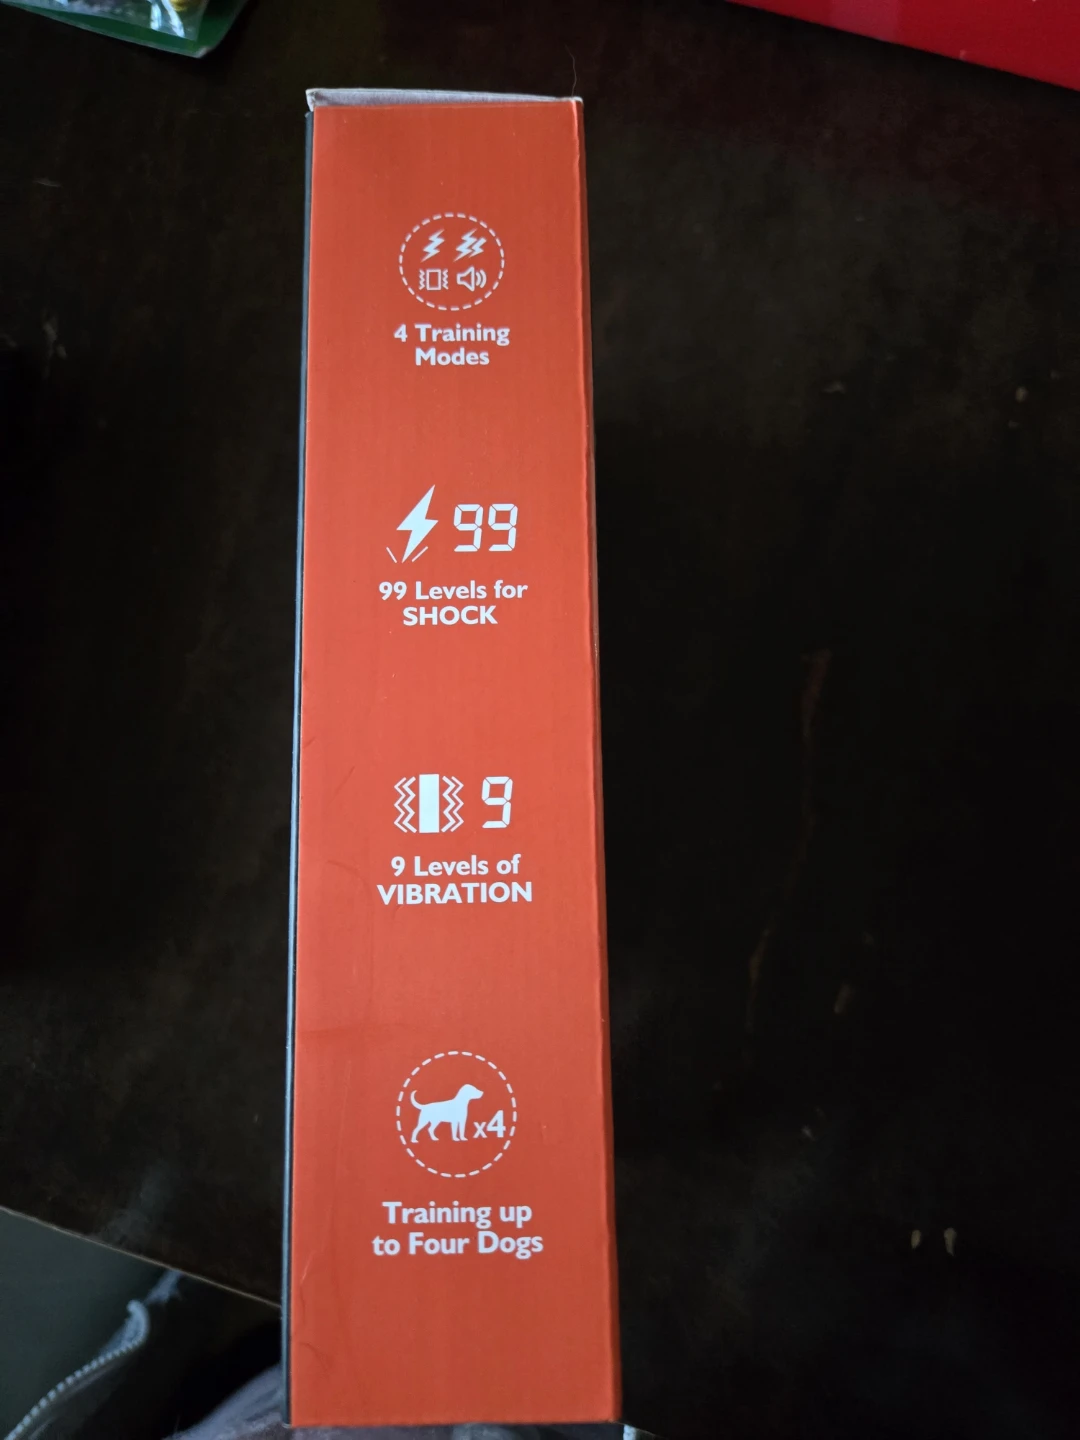 4 Training
Modes
99
99 Levels for
SHOCK
9
9 Levels of
VIBRATION
x4
Training up
to Four Dogs